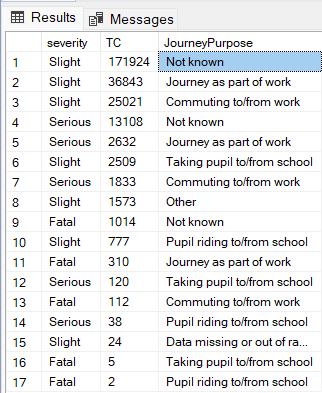 Results Messages
severity TC JourneyPurpose
1 Slight 171924 Not known
2 Slight 36843 Journey as part of work
3 Slight 25021 Commuting to/from work
4 Serious 13108 Not known
5 Serious 2632 Journey as part of work
6 Slight 2509 Taking pupil to/from school
7 Serious 1833 Commuting to/from work
8 Slight 1573 Other
9 Fatal 1014 Not known
10 Slight 777 Pupil riding to/from school
11 Fatal 310 Journey as part of work
12 Serious 120 Taking pupil to/from school
13 Fatal 112 Commuting to/from work
14 Serious 38 Pupil riding to/from school
15 Slight 24 Data missing or out of ra...
16 Fatal 5 Taking pupil to/from school
17 Fatal 2 Pupil riding to/from school